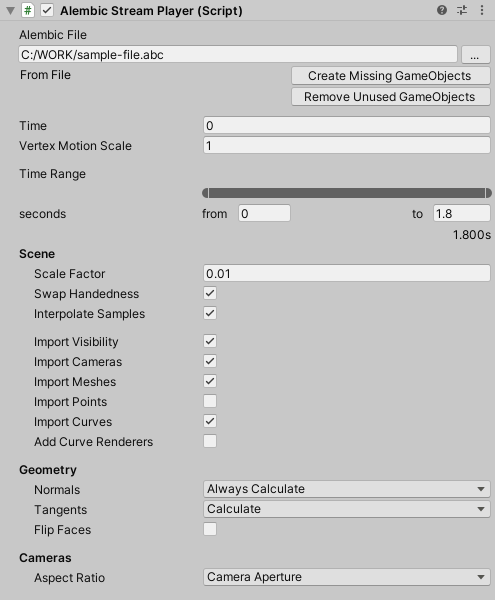 Alembic Stream Player (Script)
Alembic File
C:/WORK/sample-file.abc ...
From File Create Missing GameObjects
Remove Unused GameObjects
Time 0
Vertex Motion Scale 1
Time Range
seconds from 0 to 1.8
1.800s
Scene
Scale Factor 0.01
Swap Handedness
Interpolate Samples
Import Visibility
Import Cameras
Import Meshes
Import Points
Import Curves
Add Curve Renderers
Geometry
Normals Always Calculate
Tangents Calculate
Flip Faces
Cameras
Aspect Ratio Camera Aperture